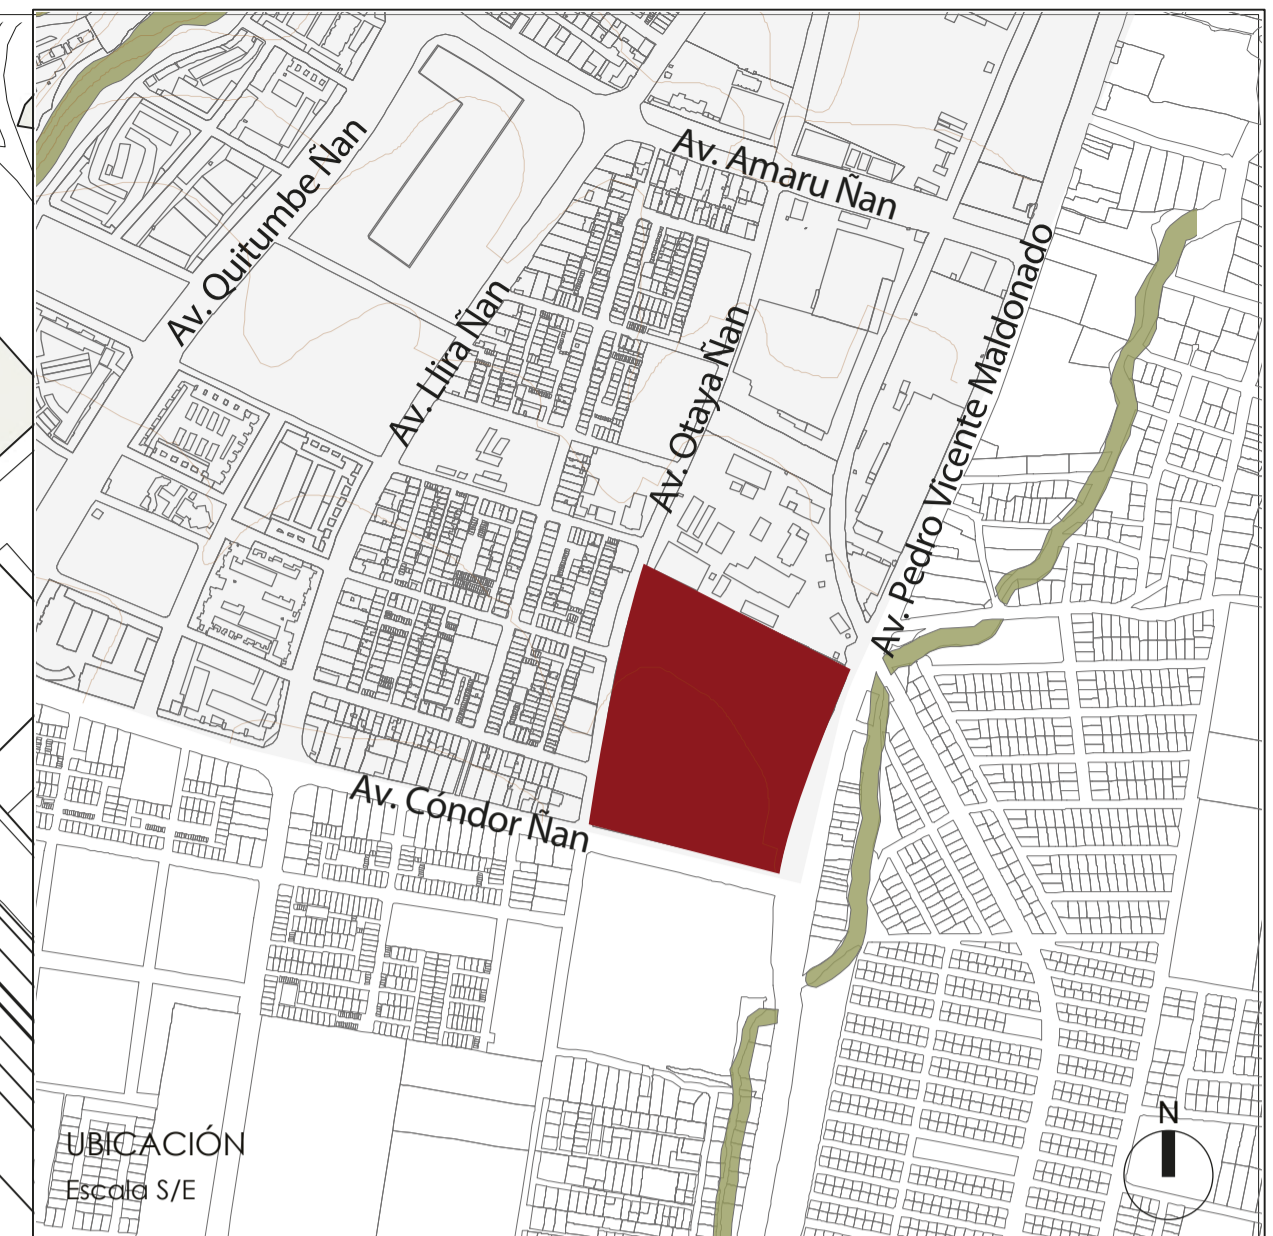 Av. Amaru Ñan
Av. Quitumbe Ñan
Av. Llira Ñan
Av. Otaya Ñan
Av. Pedro Vicente Maldonado
Av. Cóndor Ñan
UBICACIÓN
Escala S/E
N